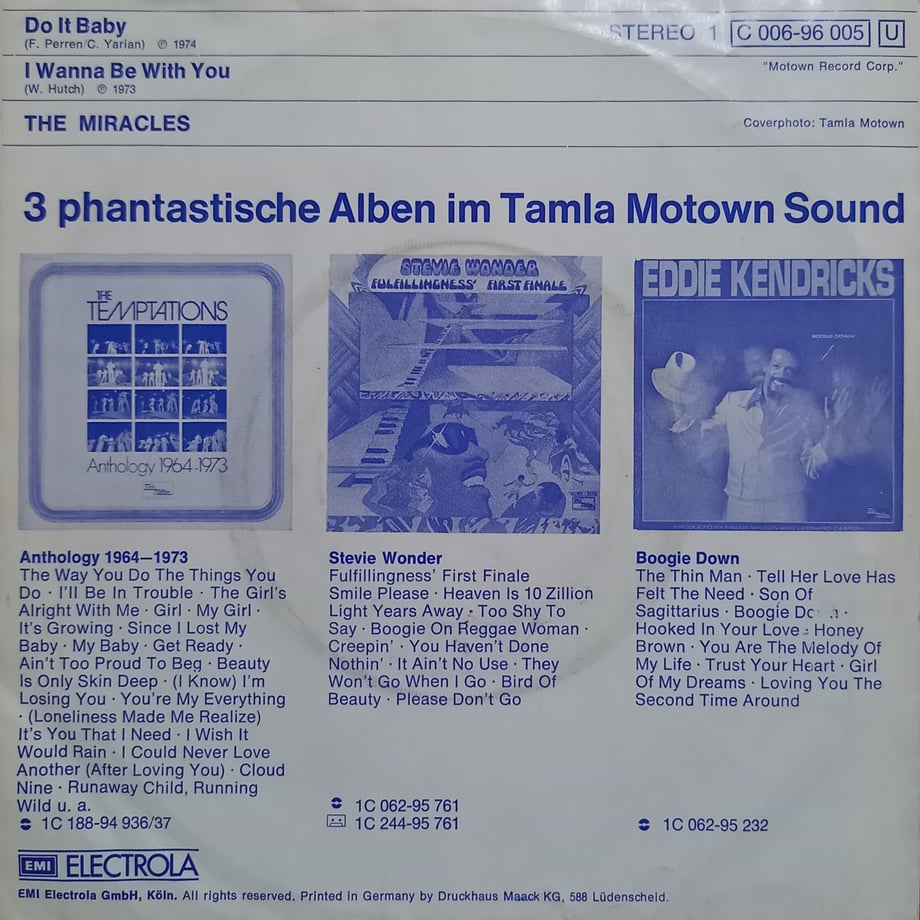 Do It Baby
(F. Perren/C. Yarian) ℗ 1974
STEREO 1 C 006-96 005 U
I Wanna Be With You
(W. Hutch) ℗ 1973
"Motown Record Corp."
THE MIRACLES
Coverphoto: Tamla Motown
3 phantastische Alben im Tamla Motown Sound
THE
TEMPTATIONS
Anthology 1964-1973
STEVIE WONDER
FULFILLINGNESS' FIRST FINALE
EDDIE KENDRICKS
BOOGIE DOWN
PRODUCED BY FRANK WILSON AND LEONARD CASTON
Anthology 1964—1973
The Way You Do The Things You
Do · I'll Be In Trouble · The Girl's
Alright With Me · Girl · My Girl ·
It's Growing · Since I Lost My
Baby · My Baby · Get Ready ·
Ain't Too Proud To Beg · Beauty
Is Only Skin Deep · (I Know) I'm
Losing You · You're My Everything
· (Loneliness Made Me Realize)
It's You That I Need · I Wish It
Would Rain · I Could Never Love
Another (After Loving You) · Cloud
Nine · Runaway Child, Running
Wild u. a.
1C 188-94 936/37
Stevie Wonder
Fulfillingness' First Finale
Smile Please · Heaven Is 10 Zillion
Light Years Away · Too Shy To
Say · Boogie On Reggae Woman ·
Creepin' · You Haven't Done
Nothin' · It Ain't No Use · They
Won't Go When I Go · Bird Of
Beauty · Please Don't Go
1C 062-95 761
1C 244-95 761
Boogie Down
The Thin Man · Tell Her Love Has
Felt The Need · Son Of
Sagittarius · Boogie Down ·
Hooked In Your Love · Honey
Brown · You Are The Melody Of
My Life · Trust Your Heart · Girl
Of My Dreams · Loving You The
Second Time Around
1C 062-95 232
EMI ELECTROLA
EMI Electrola GmbH, Köln. All rights reserved. Printed in Germany by Druckhaus Maack KG, 588 Lüdenscheid.